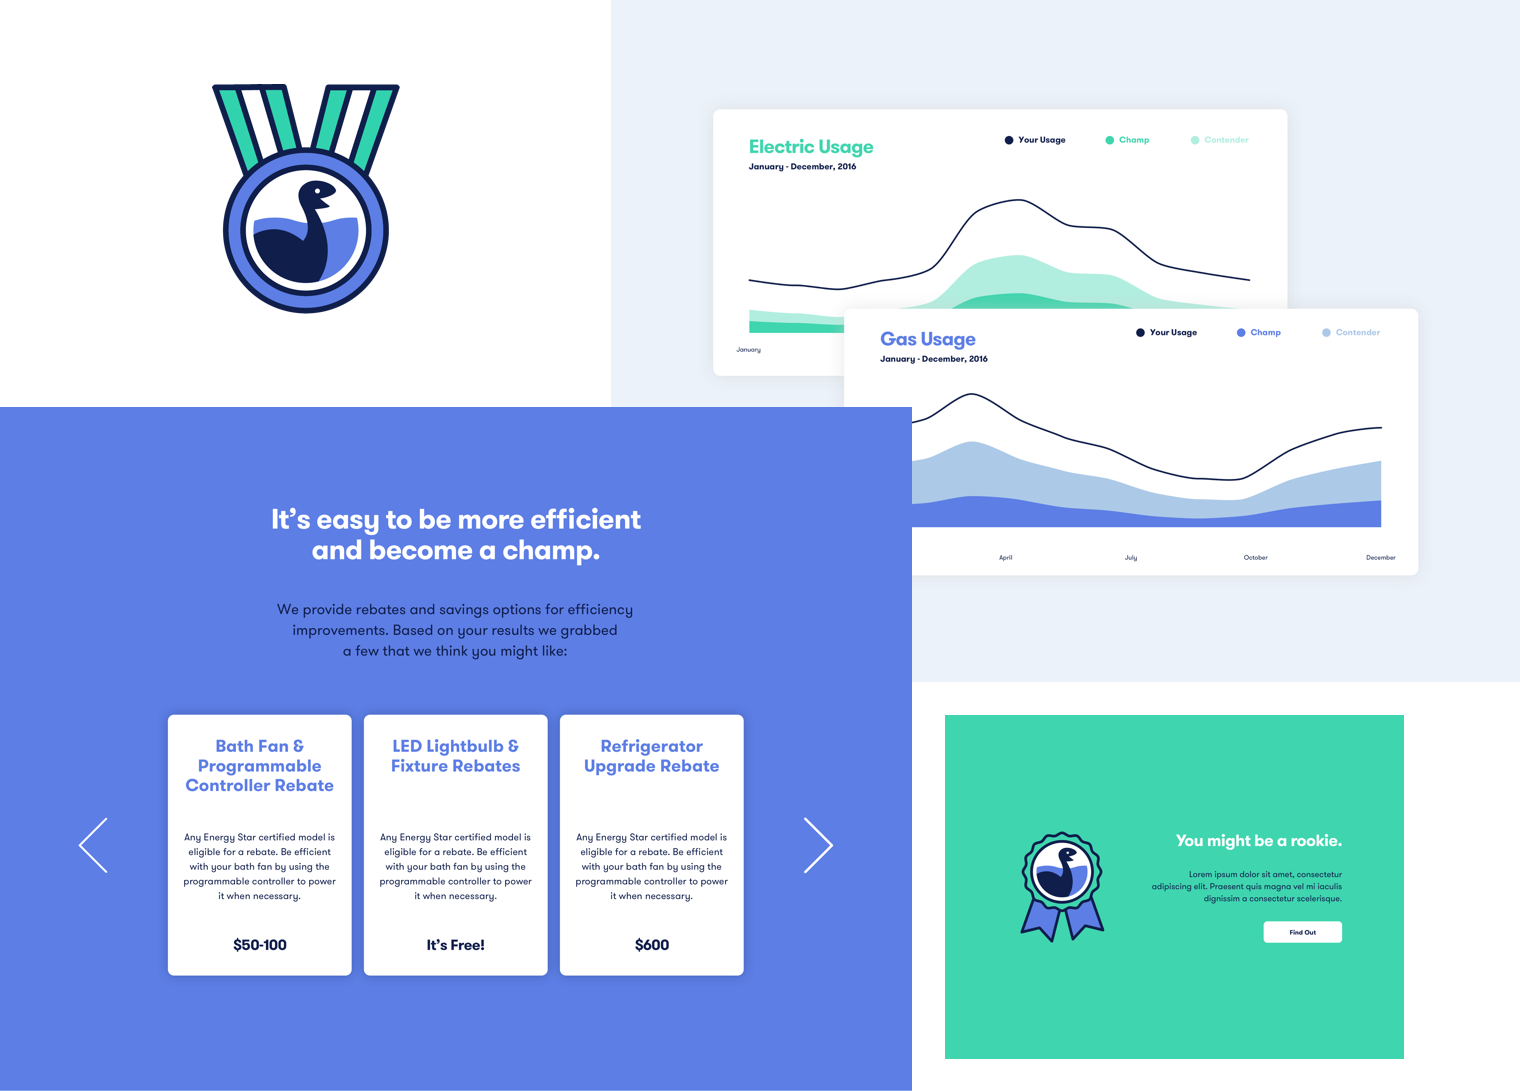 Electric Usage
January - December, 2016
Your Usage
Champ
Contender
January
Gas Usage
January - December, 2016
Your Usage
Champ
Contender
April
July
October
December
It's easy to be more efficient
and become a champ.
We provide rebates and savings options for efficiency
improvements. Based on your results we grabbed
a few that we think you might like:
Bath Fan &
Programmable
Controller Rebate
Any Energy Star certified model is
eligible for a rebate. Be efficient
with your bath fan by using the
programmable controller to power
it when necessary.
$50-100
LED Lightbulb &
Fixture Rebates
Any Energy Star certified model is
eligible for a rebate. Be efficient
with your bath fan by using the
programmable controller to power
it when necessary.
It's Free!
Refrigerator
Upgrade Rebate
Any Energy Star certified model is
eligible for a rebate. Be efficient
with your bath fan by using the
programmable controller to power
it when necessary.
$600
You might be a rookie.
Lorem ipsum dolor sit amet, consectetur
adipiscing elit. Praesent quis magna vel mi iaculis
dignissim a consectetur scelerisque.
Find Out